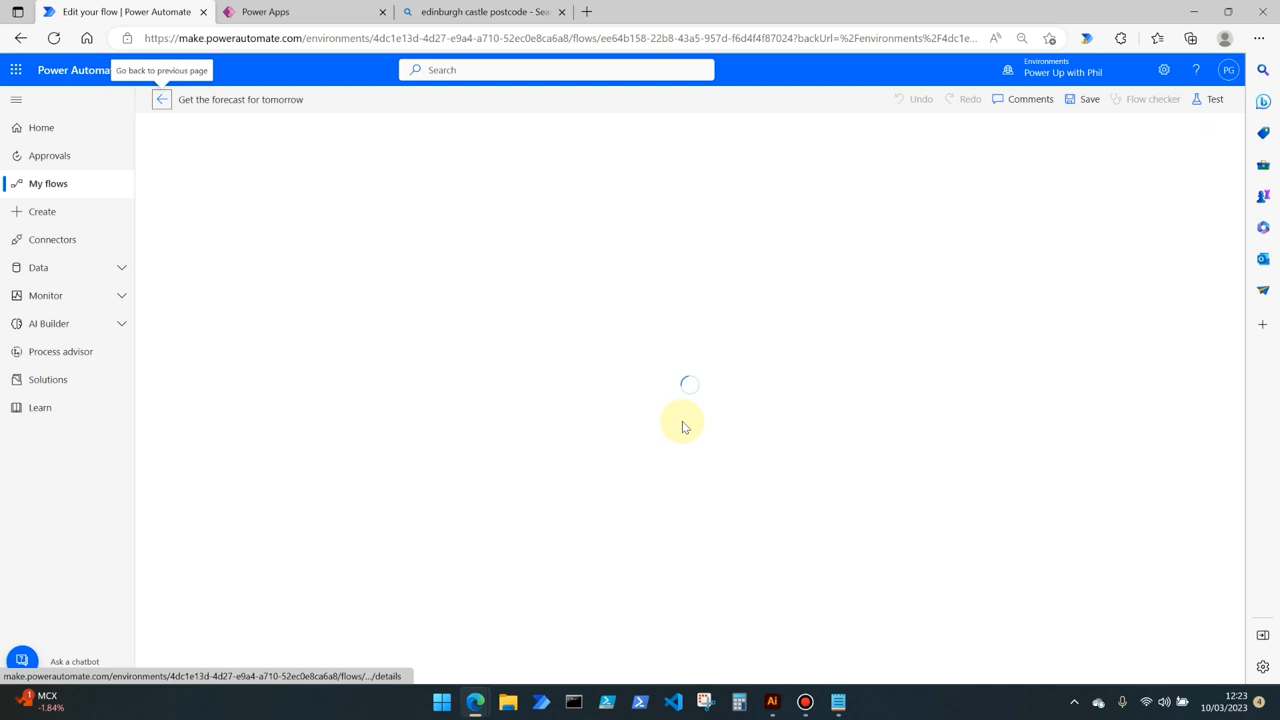 Edit your flow | Power Automate
Power Apps
edinburgh castle postcode - Sea
https://make.powerautomate.com/environments/4dc1e13d-4d27-e9a4-a710-52ec0e8ca6a8/flows/ee64b158-22b8-43a5-957d-f6d4f4f87024?backUrl=%2Fenvironments%2F4dc1e...
Power Automa
Go back to previous page
Search
Environments
Power Up with Phil
PG
Get the forecast for tomorrow
Undo
Redo
Comments
Save
Flow checker
Test
Home
Approvals
My flows
Create
Connectors
Data
Monitor
AI Builder
Process advisor
Solutions
Learn
Ask a chatbot
make.powerautomate.com/environments/4dc1e13d-4d27-e9a4-a710-52ec0e8ca6a8/flows/.../details
1
MCX
-1.84%
Ai
12:23
10/03/2023
4